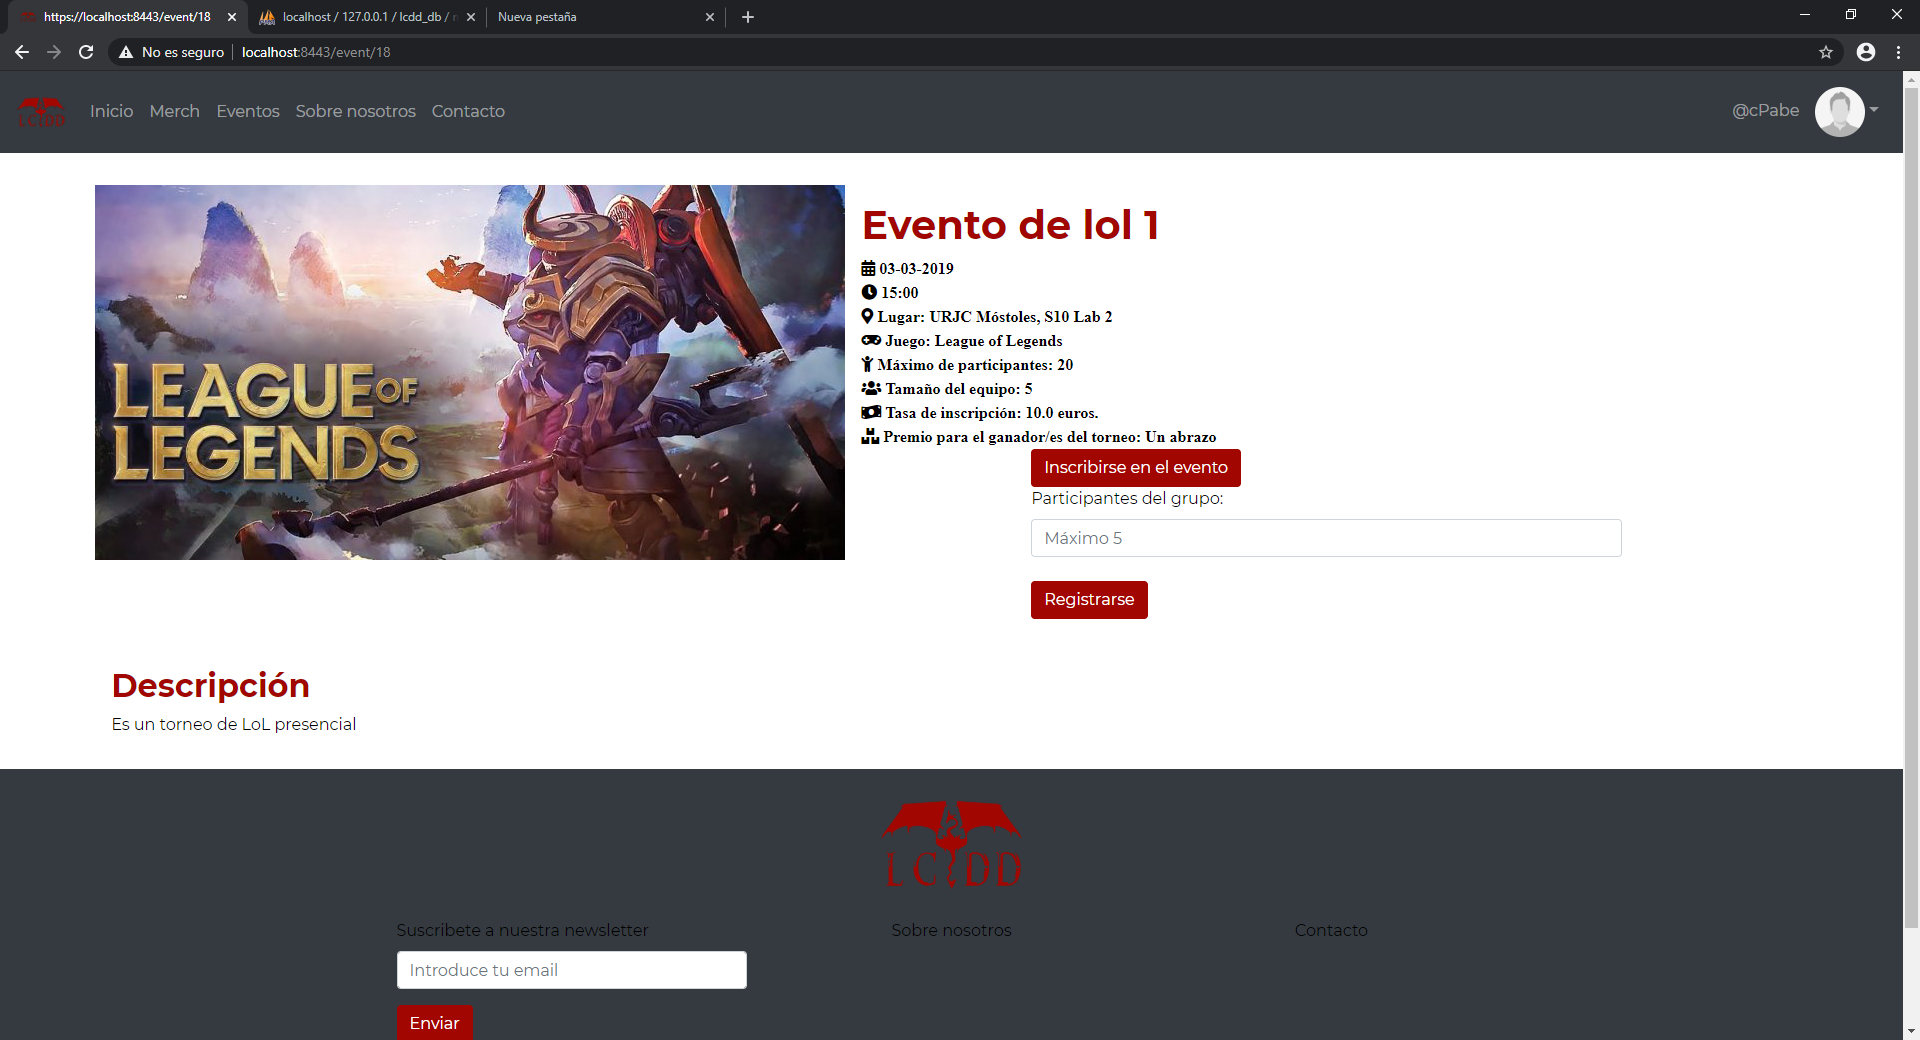 https://localhost:8443/event/18
localhost / 127.0.0.1 / lcdd_db /
Nueva pestaña
No es seguro
localhost:8443/event/18
LCDD
Inicio
Merch
Eventos
Sobre nosotros
Contacto
@cPabe
LEAGUE OF
LEGENDS
Evento de lol 1
03-03-2019
15:00
Lugar: URJC Móstoles, S10 Lab 2
Juego: League of Legends
Máximo de participantes: 20
Tamaño del equipo: 5
Tasa de inscripción: 10.0 euros.
Premio para el ganador/es del torneo: Un abrazo
Inscribirse en el evento
Participantes del grupo:
Máximo 5
Registrarse
Descripción
Es un torneo de LoL presencial
LCDD
Suscribete a nuestra newsletter
Sobre nosotros
Contacto
Introduce tu email
Enviar